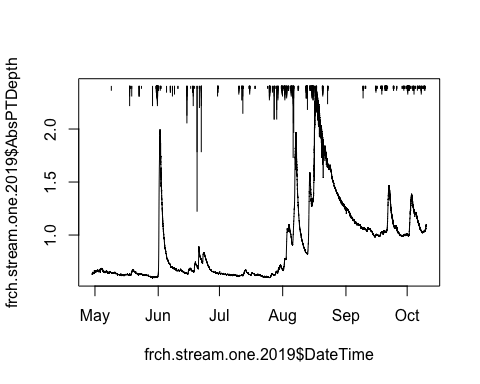 frch.stream.one.2019$AbsPTDepth
2.0
1.5
1.0
May Jun Jul Aug Sep Oct
frch.stream.one.2019$DateTime